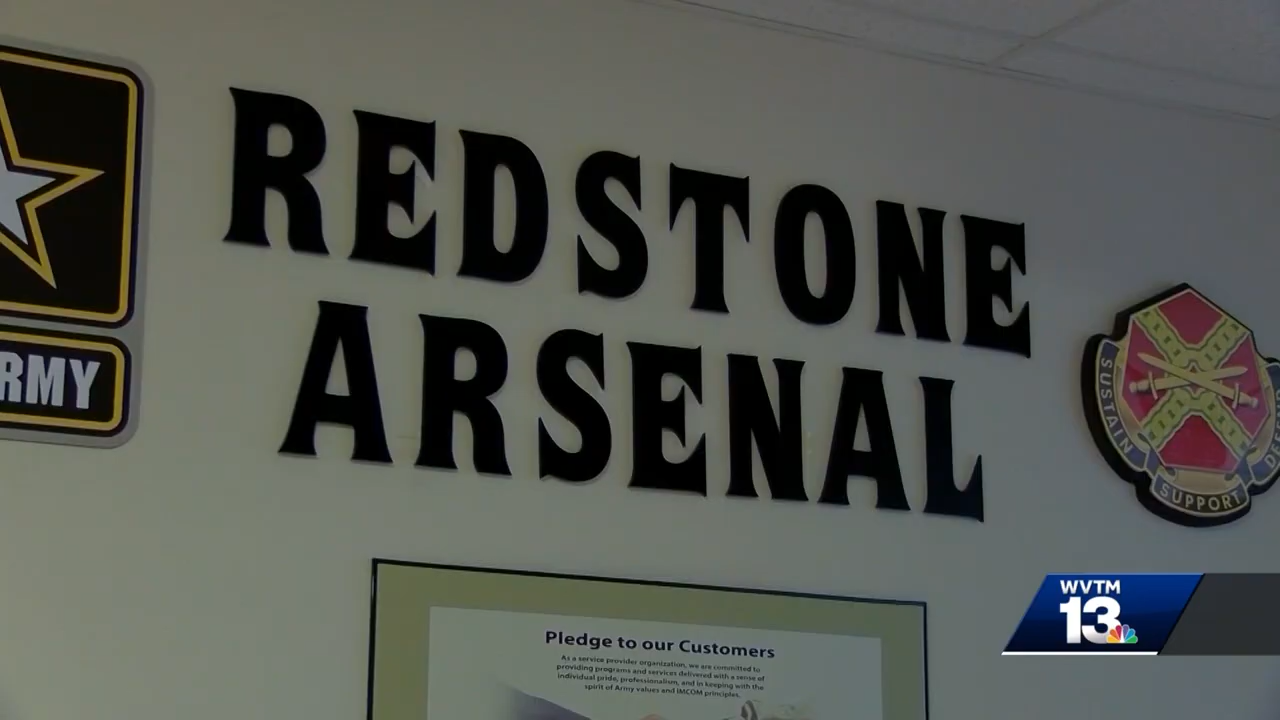 RMY
REDSTONE
ARSENAL
SUSTAIN
SUPPORT
Pledge to our Customers
As a service provider organization, we are committed to
providing programs and services delivered with a sense of
individual pride, professionalism, and in keeping with the
spirit of Army values and IMCOM principles.
WVTM
13